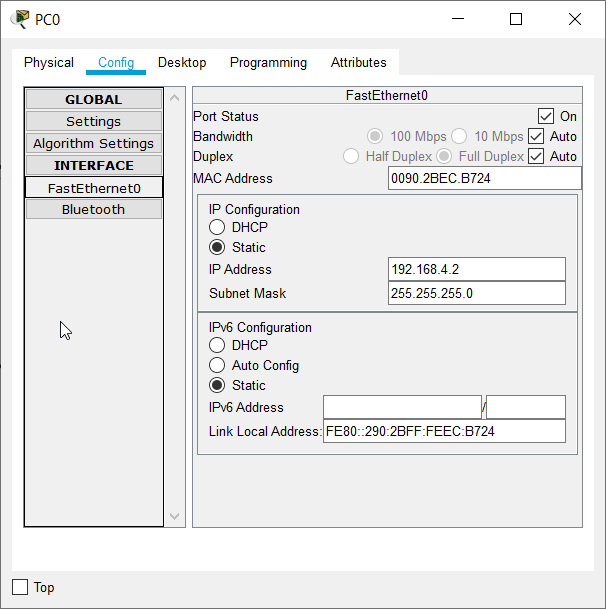 PC0
Physical Config Desktop Programming Attributes
GLOBAL
Settings
Algorithm Settings
INTERFACE
FastEthernet0
Bluetooth
FastEthernet0
Port Status On
Bandwidth 100 Mbps 10 Mbps Auto
Duplex Half Duplex Full Duplex Auto
MAC Address 0090.2BEC.B724
IP Configuration
DHCP
Static
IP Address 192.168.4.2
Subnet Mask 255.255.255.0
IPv6 Configuration
DHCP
Auto Config
Static
IPv6 Address /
Link Local Address: FE80::290:2BFF:FEEC:B724
Top